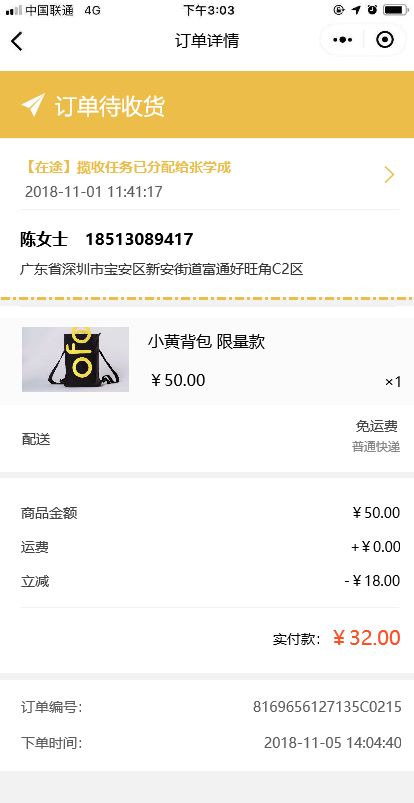 中国联通 4G 下午3:03
订单详情
订单待收货
【在途】揽收任务已分配给张学成
2018-11-01 11:41:17
陈女士 18513089417
广东省深圳市宝安区新安街道富通好旺角C2区
ofo
小黄背包 限量款
￥50.00 ×1
配送 免运费
普通快递
商品金额 ￥50.00
运费 +￥0.00
立减 -￥18.00
实付款： ￥32.00
订单编号： 8169656127135C0215
下单时间： 2018-11-05 14:04:40